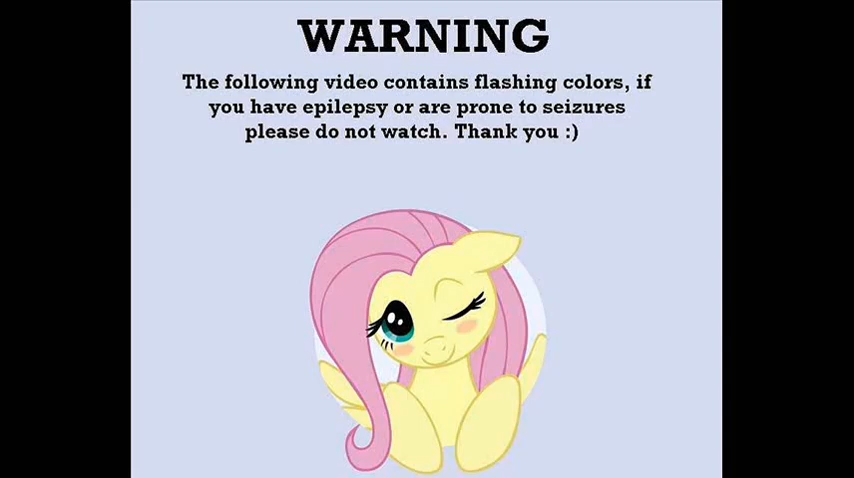 WARNING
The following video contains flashing colors, if
you have epilepsy or are prone to seizures
please do not watch. Thank you :)